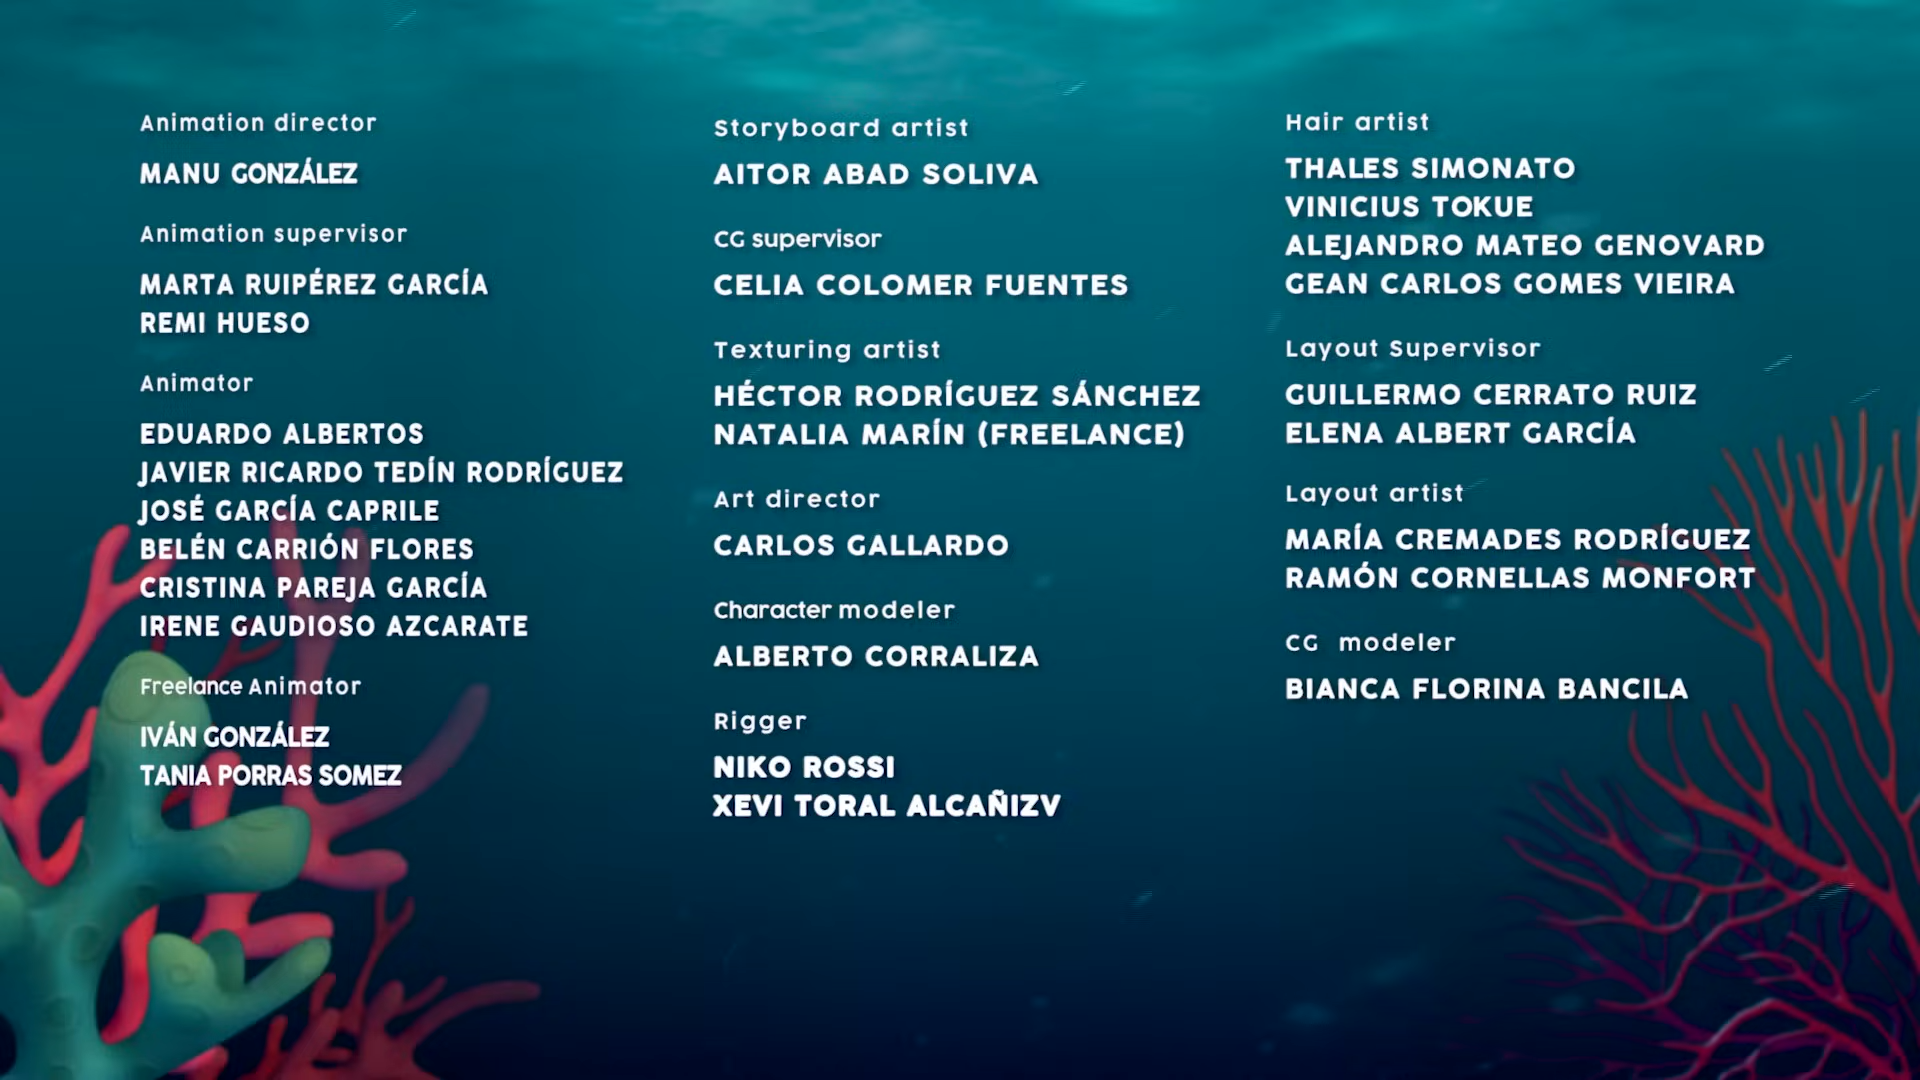 Animation director
MANU GONZÁLEZ
Animation supervisor
MARTA RUIPÉREZ GARCÍA
REMI HUESO
Animator
EDUARDO ALBERTOS
JAVIER RICARDO TEDÍN RODRÍGUEZ
JOSÉ GARCÍA CAPRILE
BELÉN CARRIÓN FLORES
CRISTINA PAREJA GARCÍA
IRENE GAUDIOSO AZCARATE
Freelance Animator
IVÁN GONZÁLEZ
TANIA PORRAS SOMEZ
Storyboard artist
AITOR ABAD SOLIVA
CG supervisor
CELIA COLOMER FUENTES
Texturing artist
HÉCTOR RODRÍGUEZ SÁNCHEZ
NATALIA MARÍN (FREELANCE)
Art director
CARLOS GALLARDO
Character modeler
ALBERTO CORRALIZA
Rigger
NIKO ROSSI
XEVI TORAL ALCAÑIZV
Hair artist
THALES SIMONATO
VINICIUS TOKUE
ALEJANDRO MATEO GENOVARD
GEAN CARLOS GOMES VIEIRA
Layout Supervisor
GUILLERMO CERRATO RUIZ
ELENA ALBERT GARCÍA
Layout artist
MARÍA CREMADES RODRÍGUEZ
RAMÓN CORNELLAS MONFORT
CG modeler
BIANCA FLORINA BANCILA